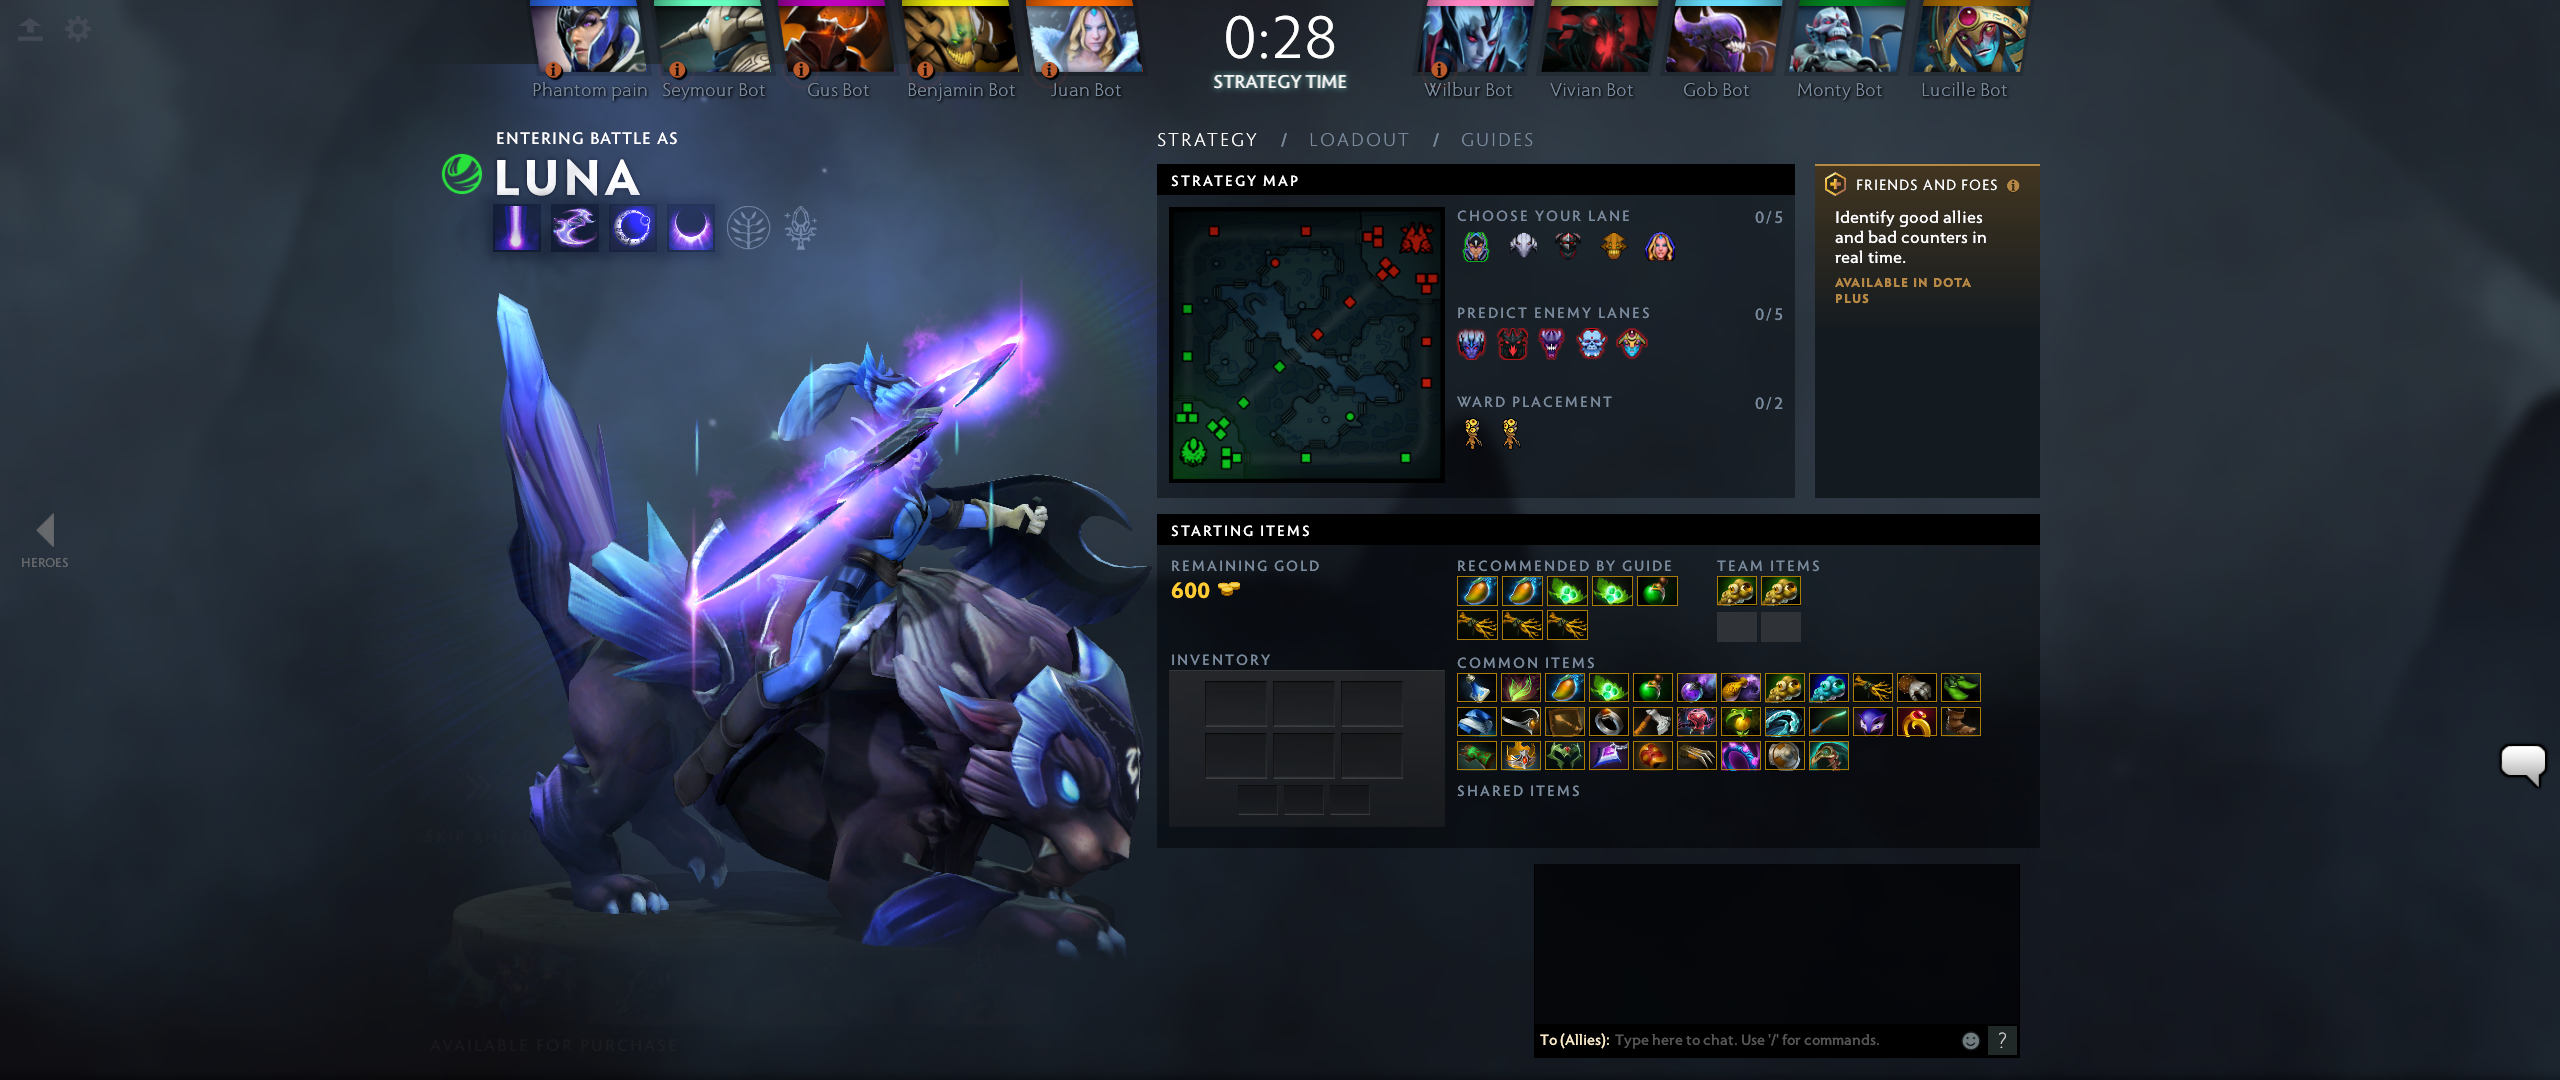 0:28
STRATEGY TIME
Phantom pain
Seymour Bot
Gus Bot
Benjamin Bot
Juan Bot
Wilbur Bot
Vivian Bot
Gob Bot
Monty Bot
Lucille Bot
ENTERING BATTLE AS
LUNA
STRATEGY / LOADOUT / GUIDES
STRATEGY MAP
CHOOSE YOUR LANE 0/5
PREDICT ENEMY LANES 0/5
WARD PLACEMENT 0/2
FRIENDS AND FOES
Identify good allies
and bad counters in
real time.
AVAILABLE IN DOTA
PLUS
HEROES
STARTING ITEMS
REMAINING GOLD
600
INVENTORY
RECOMMENDED BY GUIDE
TEAM ITEMS
COMMON ITEMS
SHARED ITEMS
AVAILABLE FOR PURCHASE
To (Allies): Type here to chat. Use '/' for commands.
?